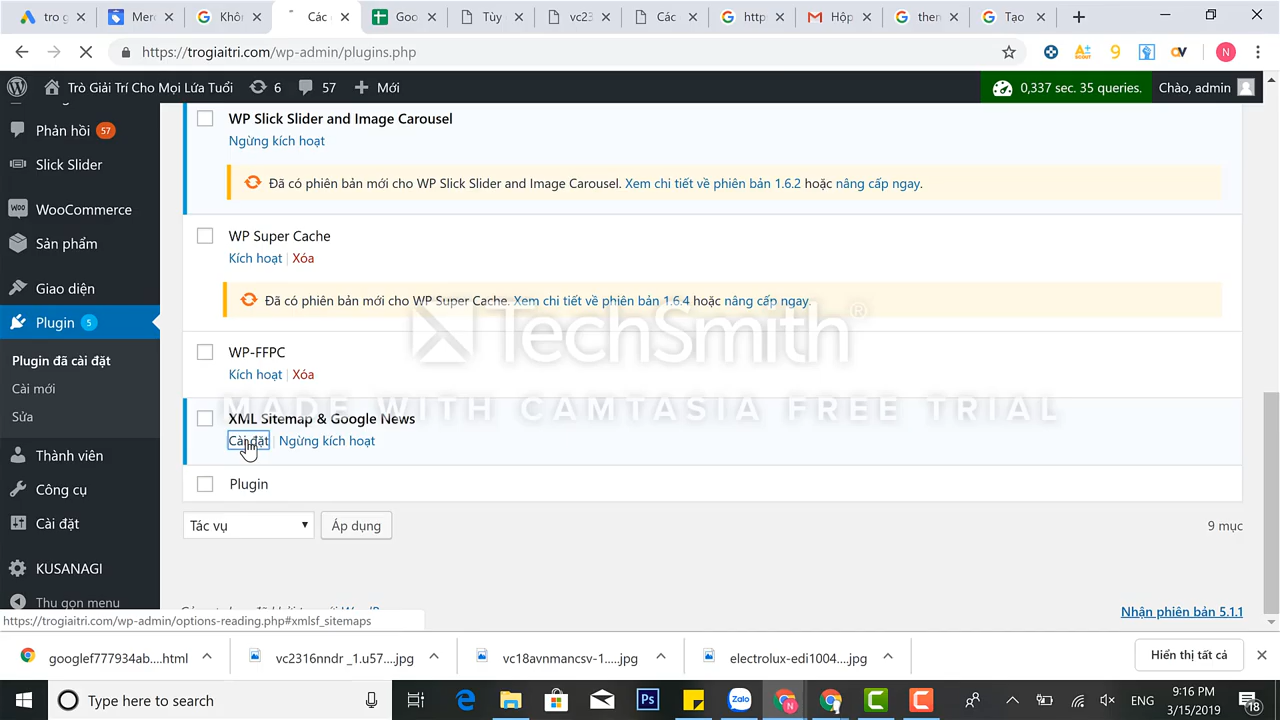 tro g
Merc
Khôn
Các
Goo
Tùy
vc23
Các
http
Hộp
then
Tạo
https://trogiaitri.com/wp-admin/plugins.php
N
Trò Giải Trí Cho Mọi Lứa Tuổi
6
57
Mới
0,337 sec. 35 queries.
Chào, admin
Phản hồi 57
Slick Slider
WooCommerce
Sản phẩm
Giao diện
Plugin 5
Plugin đã cài đặt
Cài mới
Sửa
Thành viên
Công cụ
Cài đặt
KUSANAGI
Thu gọn menu
WP Slick Slider and Image Carousel
Ngừng kích hoạt
Đã có phiên bản mới cho WP Slick Slider and Image Carousel. Xem chi tiết về phiên bản 1.6.2 hoặc nâng cấp ngay.
WP Super Cache
Kích hoạt | Xóa
Đã có phiên bản mới cho WP Super Cache. Xem chi tiết về phiên bản 1.6.4 hoặc nâng cấp ngay.
TechSmith®
WP-FFPC
Kích hoạt | Xóa
MADE WITH CAMTASIA FREE TRIAL
XML Sitemap & Google News
Cài đặt | Ngừng kích hoạt
Plugin
Tác vụ
Áp dụng
9 mục
Nhận phiên bản 5.1.1
https://trogiaitri.com/wp-admin/options-reading.php#xmlsf_sitemaps
googlef777934ab....html
vc2316nndr _1.u57....jpg
vc18avnmancsv-1.....jpg
electrolux-edi1004....jpg
Hiển thị tất cả
Type here to search
Ps
Zalo
N
ENG
9:16 PM
3/15/2019
18